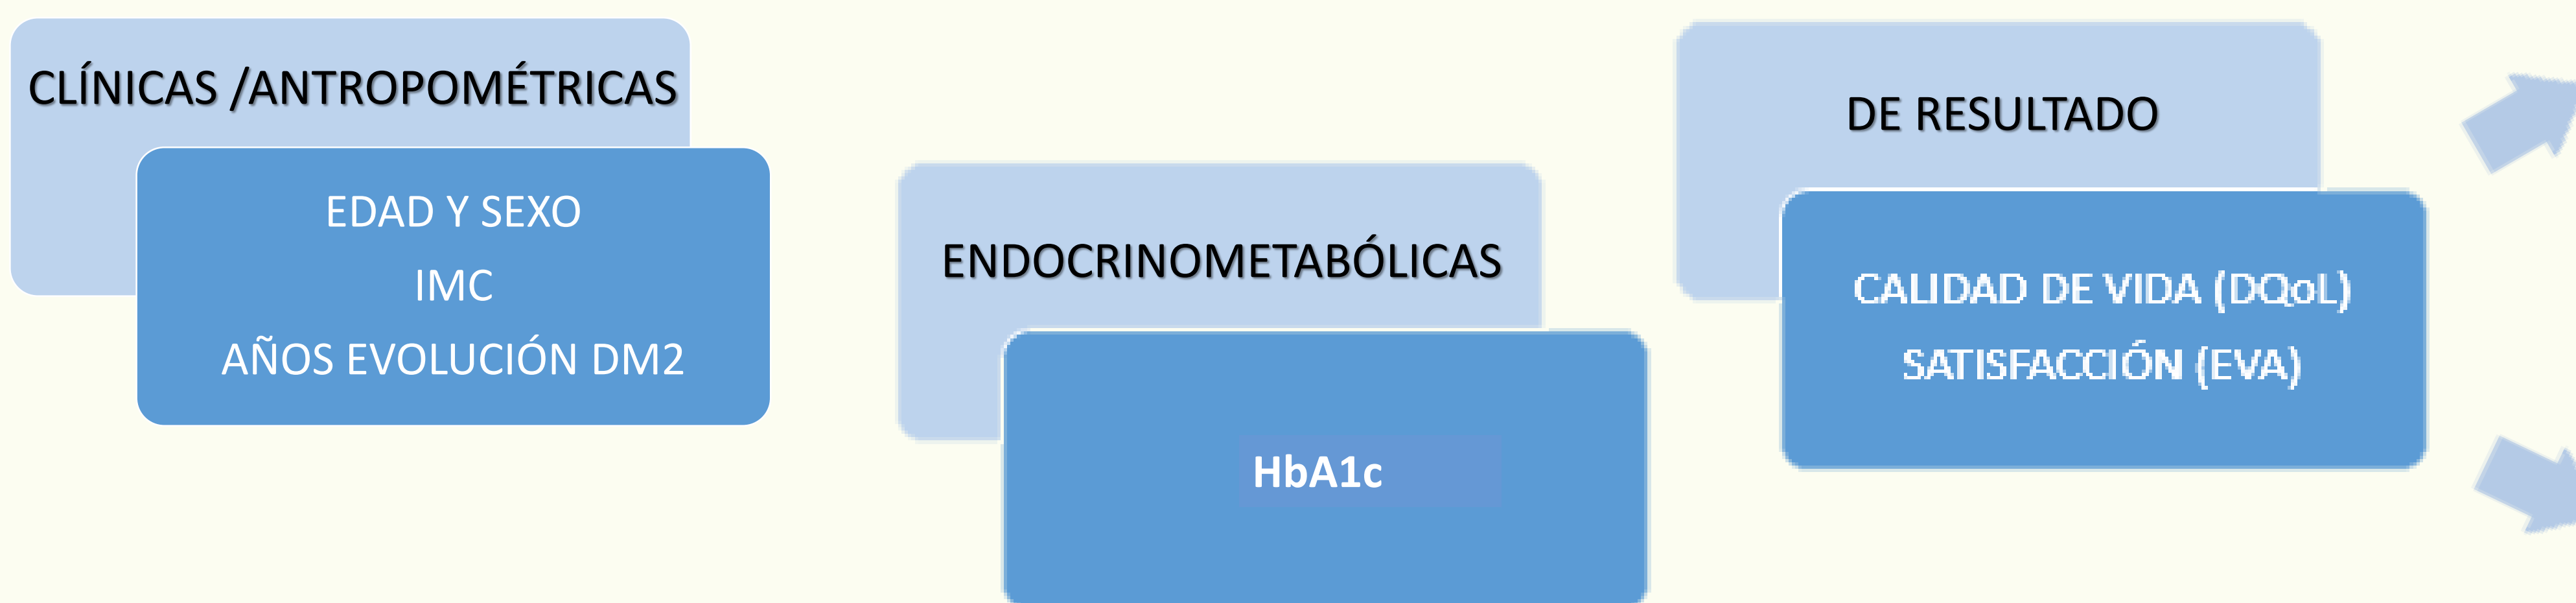 CLÍNICAS /ANTROPOMÉTRICAS
EDAD Y SEXO
IMC
AÑOS EVOLUCIÓN DM2
ENDOCRINOMETABÓLICAS
HbA1c
DE RESULTADO
CALIDAD DE VIDA (DQoL)
SATISFACCIÓN (EVA)